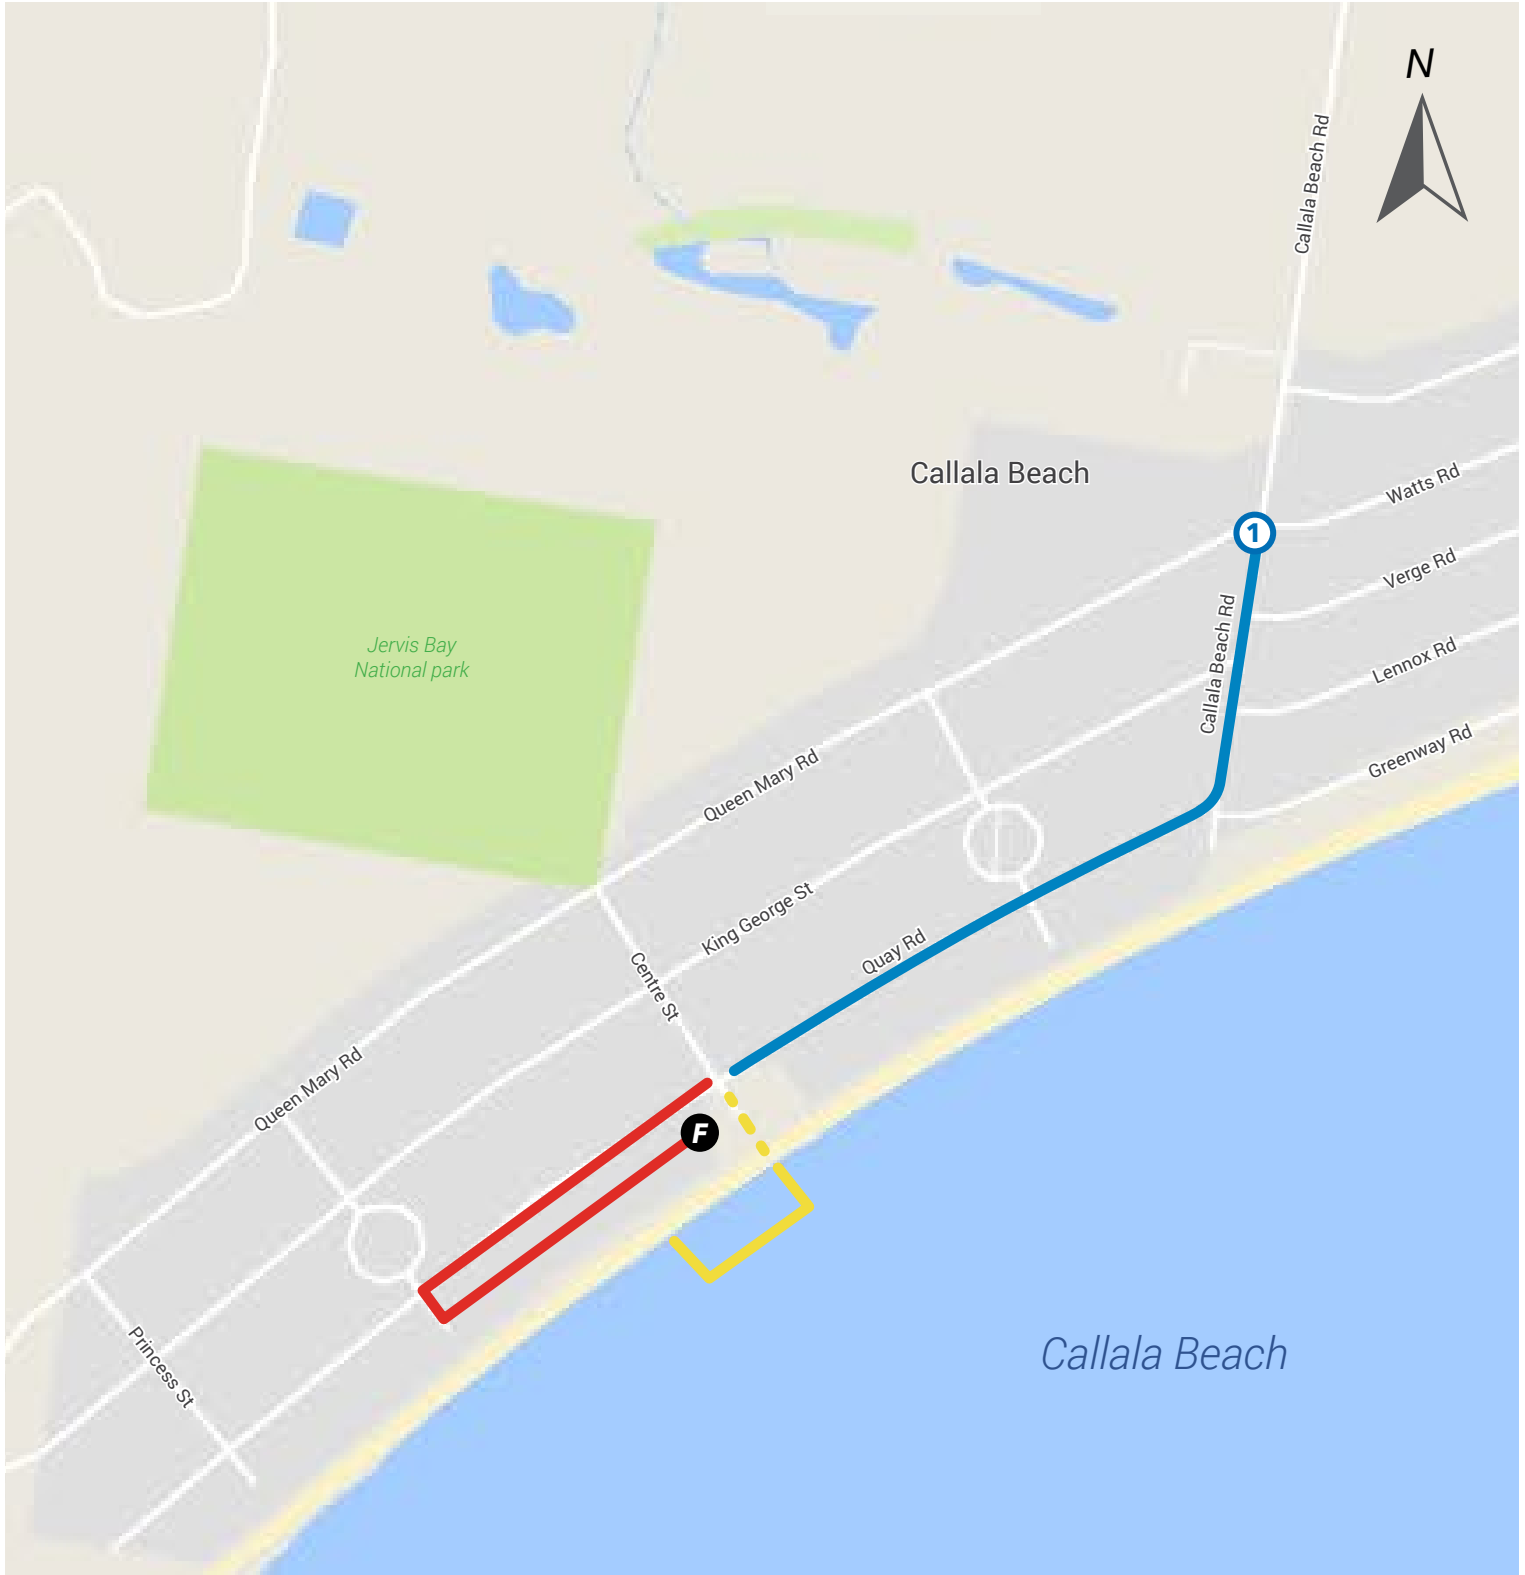 N
Callala Beach Rd
Callala Beach
Watts Rd
1
Verge Rd
Callala Beach Rd
Lennox Rd
Jervis Bay
National park
Greenway Rd
Queen Mary Rd
King George St
Quay Rd
Centre St
Queen Mary Rd
F
Princess St
Callala Beach